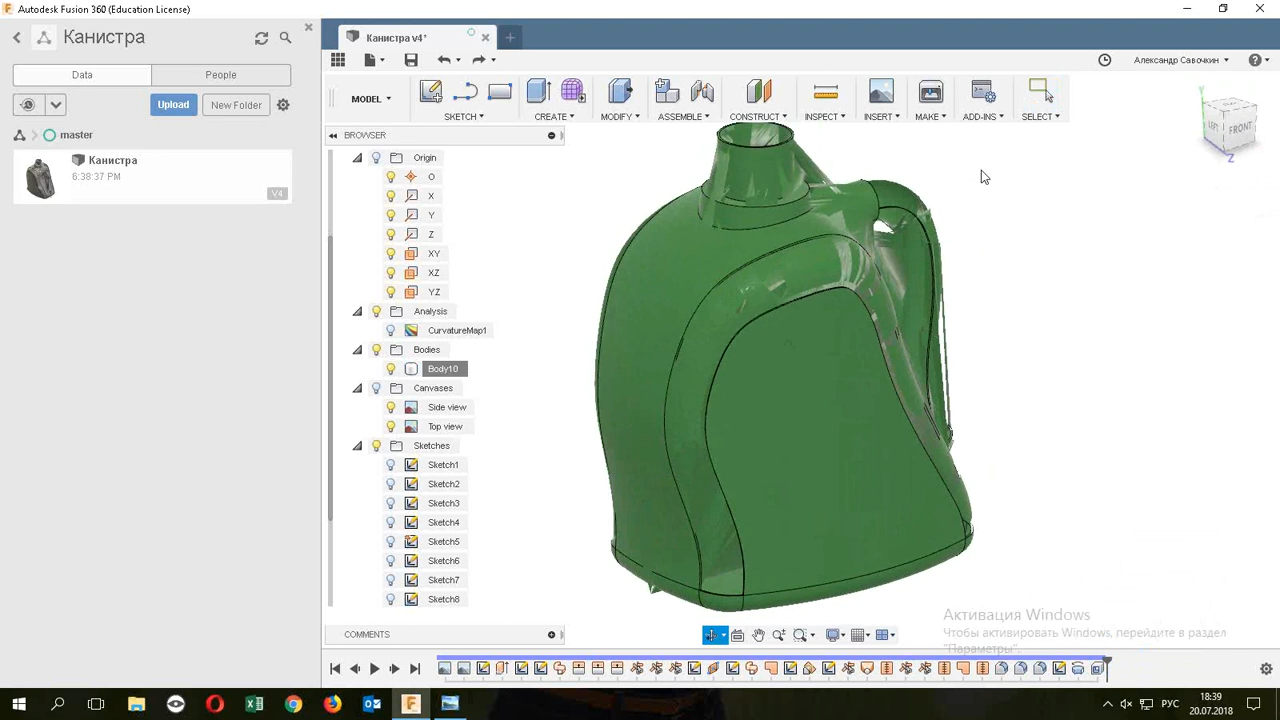 Autodesk Fusion 360 (Education License)
Канистра
Data
People
Upload
New Folder
master
Канистра
6:38:37 PM
V4
Канистра v4*
Александр Савочкин
MODEL
SKETCH
CREATE
MODIFY
ASSEMBLE
CONSTRUCT
INSPECT
INSERT
MAKE
ADD-INS
SELECT
BROWSER
Origin
O
X
Y
Z
XY
XZ
YZ
Analysis
CurvatureMap1
Bodies
Body10
Canvases
Side view
Top view
Sketches
Sketch1
Sketch2
Sketch3
Sketch4
Sketch5
Sketch6
Sketch7
Sketch8
COMMENTS
LEFT
FRONT
Y
Z
Активация Windows
Чтобы активировать Windows, перейдите в раздел
"Параметры".
РУС
18:39
20.07.2018